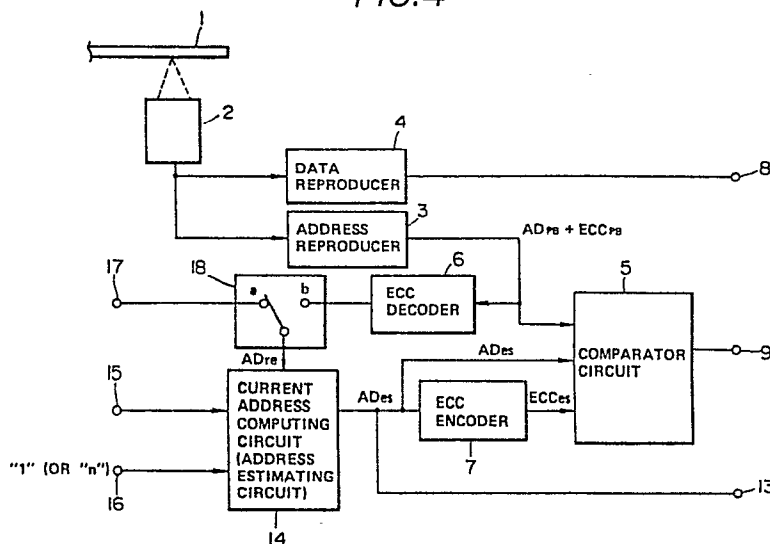 FIG.4
1
2
4
DATA
REPRODUCER
8
3
ADDRESS
REPRODUCER
ADPB + ECCPB
17
18
a
b
6
ECC
DECODER
5
COMPARATOR
CIRCUIT
9
ADre
ADes
15
CURRENT
ADDRESS
COMPUTING
CIRCUIT
(ADDRESS
ESTIMATING
CIRCUIT)
ADes
ECC
ENCODER
ECCes
7
"1" (OR "n")
16
13
14